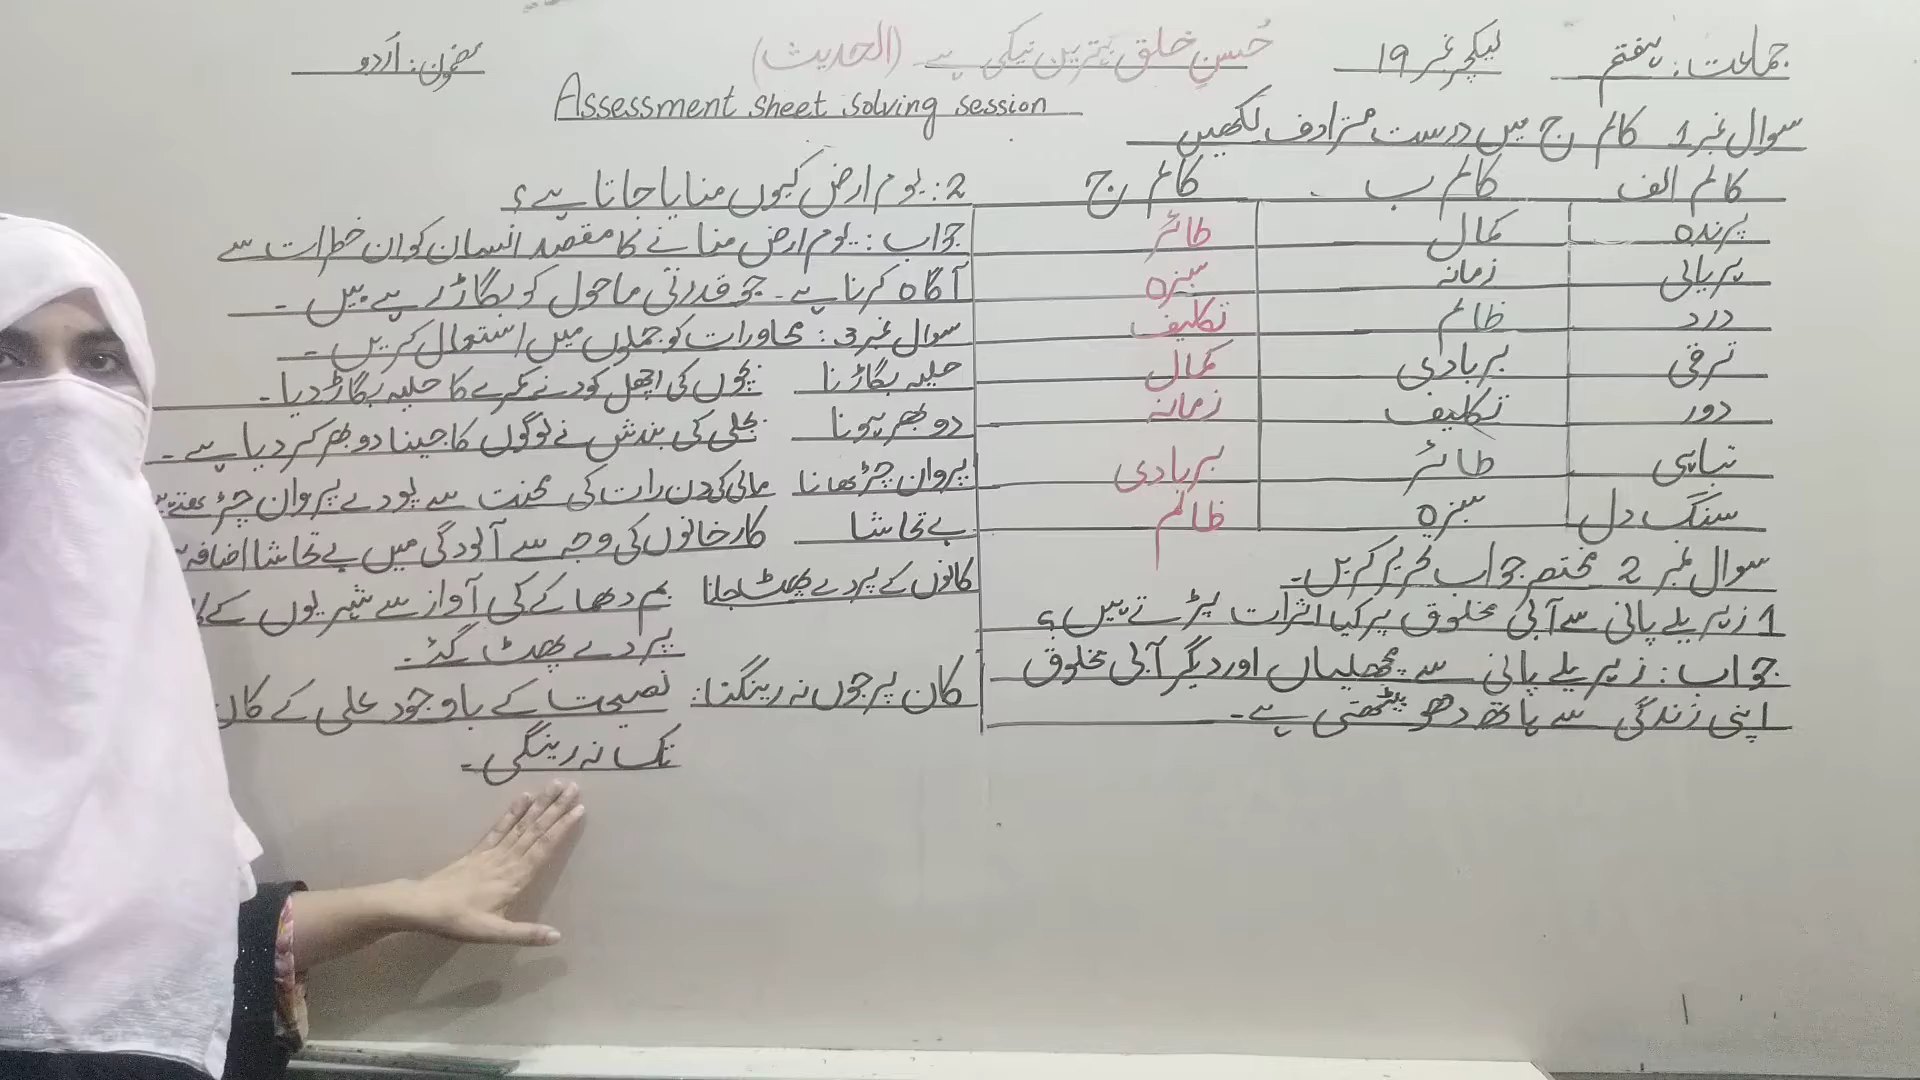 جماعت: ہفتم
لیکچر نمبر ۱۹
حُسنِ خلق بہترین نیکی ہے۔ (الحدیث)
مضمون: اُردو
Assessment sheet solving session
سوال نمبر 1 کالم ج میں درست مترادف لکھیں
کالم الف کالم ب کالم ج
پرندہ کمال طائر
ہریالی زمانہ سبزہ
درد ظالم تکلیف
ترقی بربادی کمال
دور تکلیف زمانہ
تباہی طائر بربادی
سنگ دل سبزہ ظالم
سوال نمبر 2 مختصر جواب تحریر کریں۔
1 زہریلے پانی سے آبی مخلوق پر کیا اثرات پڑتے ہیں؟
جواب: زہریلے پانی سے مچھلیاں اور دیگر آبی مخلوق
اپنی زندگی سے ہاتھ دھو بیٹھتی ہے۔
2: یوم ارض کیوں منایا جاتا ہے؟
جواب: یوم ارض منانے کا مقصد انسان کو ان خطرات سے
آگاہ کرنا ہے۔ جو قدرتی ماحول کو بگاڑ رہے ہیں۔
سوال نمبر 3: محاورات کو جملوں میں استعمال کریں۔
حلیہ بگاڑنا بچوں کی اچھل کود نے کمرے کا حلیہ بگاڑ دیا۔
دوبھر ہونا بجلی کی بندش نے لوگوں کا جینا دوبھر کر دیا ہے۔
پروان چڑھانا مالی کی دن رات کی محنت سے پودے پروان چڑھتے
بے تحاشا کارخانوں کی وجہ سے آلودگی میں بے تحاشا اضافہ
کانوں کے پردے پھٹ جانا بم دھاکے کی آواز سے شہریوں کے
پردے پھٹ گئے۔
کان پر جوں نہ رینگنا: نصیحت کے باوجود علی کے کان
تک نہ رینگی۔